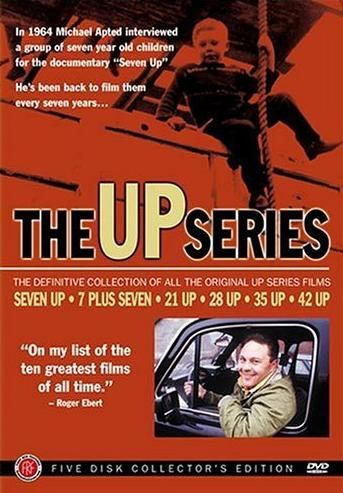 In 1964 Michael Apted interviewed
a group of seven year old children
for the documentary "Seven Up"
He's been back to film them
every seven years...
THE UP SERIES
THE DEFINITIVE COLLECTION OF ALL THE ORIGINAL UP SERIES FILMS
SEVEN UP • 7 PLUS SEVEN • 21 UP • 28 UP • 35 UP • 42 UP
"On my list of the
ten greatest films
of all time."
– Roger Ebert
FRF
FIVE DISK COLLECTOR'S EDITION
DVD